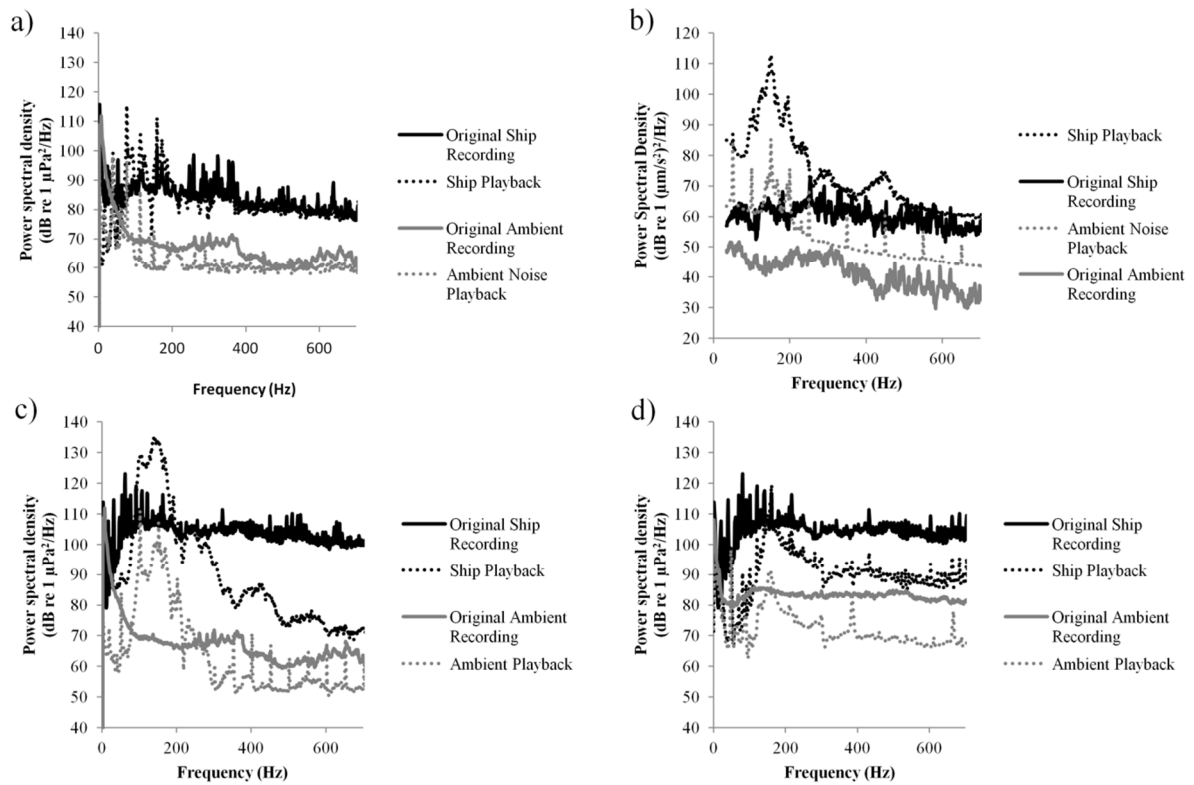 a)
140
130
120
110
100
90
80
70
60
50
40
0
200
400
600
Power spectral density
(dB re 1 µPa²/Hz)
Frequency (Hz)
Original Ship
Recording
Ship Playback
Original Ambient
Recording
Ambient Noise
Playback
b)
120
110
100
90
80
70
60
50
40
30
20
0
200
400
600
Power Spectral Density
(dB re 1 (µm/s²)²/Hz)
Frequency (Hz)
Ship Playback
Original Ship
Recording
Ambient Noise
Playback
Original Ambient
Recording
c)
140
130
120
110
100
90
80
70
60
50
40
0
200
400
600
Power spectral density
(dB re 1 µPa²/Hz)
Frequency (Hz)
Original Ship
Recording
Ship Playback
Original Ambient
Recording
Ambient Playback
d)
140
130
120
110
100
90
80
70
60
50
40
0
200
400
600
Power spectral density
(dB re 1 µPa²/Hz)
Frequency (Hz)
Original Ship
Recording
Ship Playback
Original Ambient
Recording
Ambient Playback